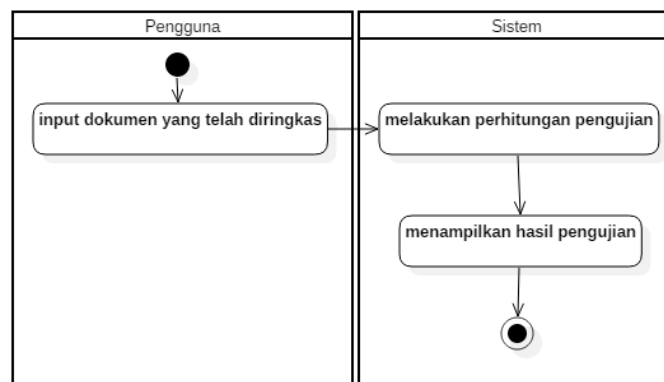 Pengguna
Sistem
input dokumen yang telah diringkas
melakukan perhitungan pengujian
menampilkan hasil pengujian